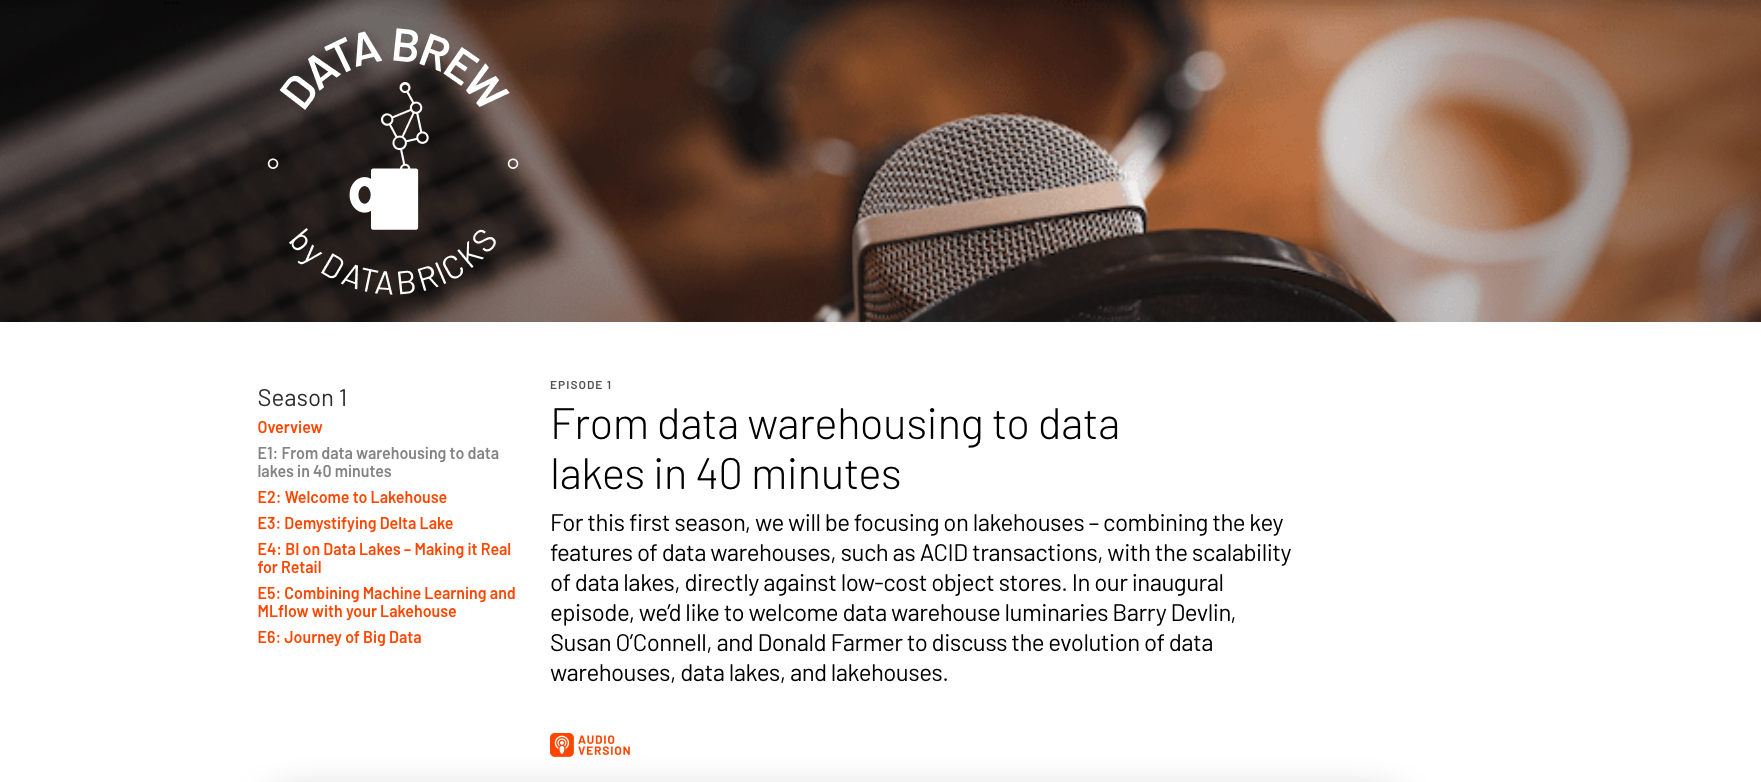 DATA BREW
by DATABRICKS
Season 1
Overview
E1: From data warehousing to data
lakes in 40 minutes
E2: Welcome to Lakehouse
E3: Demystifying Delta Lake
E4: BI on Data Lakes – Making it Real
for Retail
E5: Combining Machine Learning and
MLflow with your Lakehouse
E6: Journey of Big Data
EPISODE 1
From data warehousing to data
lakes in 40 minutes
For this first season, we will be focusing on lakehouses – combining the key
features of data warehouses, such as ACID transactions, with the scalability
of data lakes, directly against low-cost object stores. In our inaugural
episode, we’d like to welcome data warehouse luminaries Barry Devlin,
Susan O’Connell, and Donald Farmer to discuss the evolution of data
warehouses, data lakes, and lakehouses.
AUDIO
VERSION